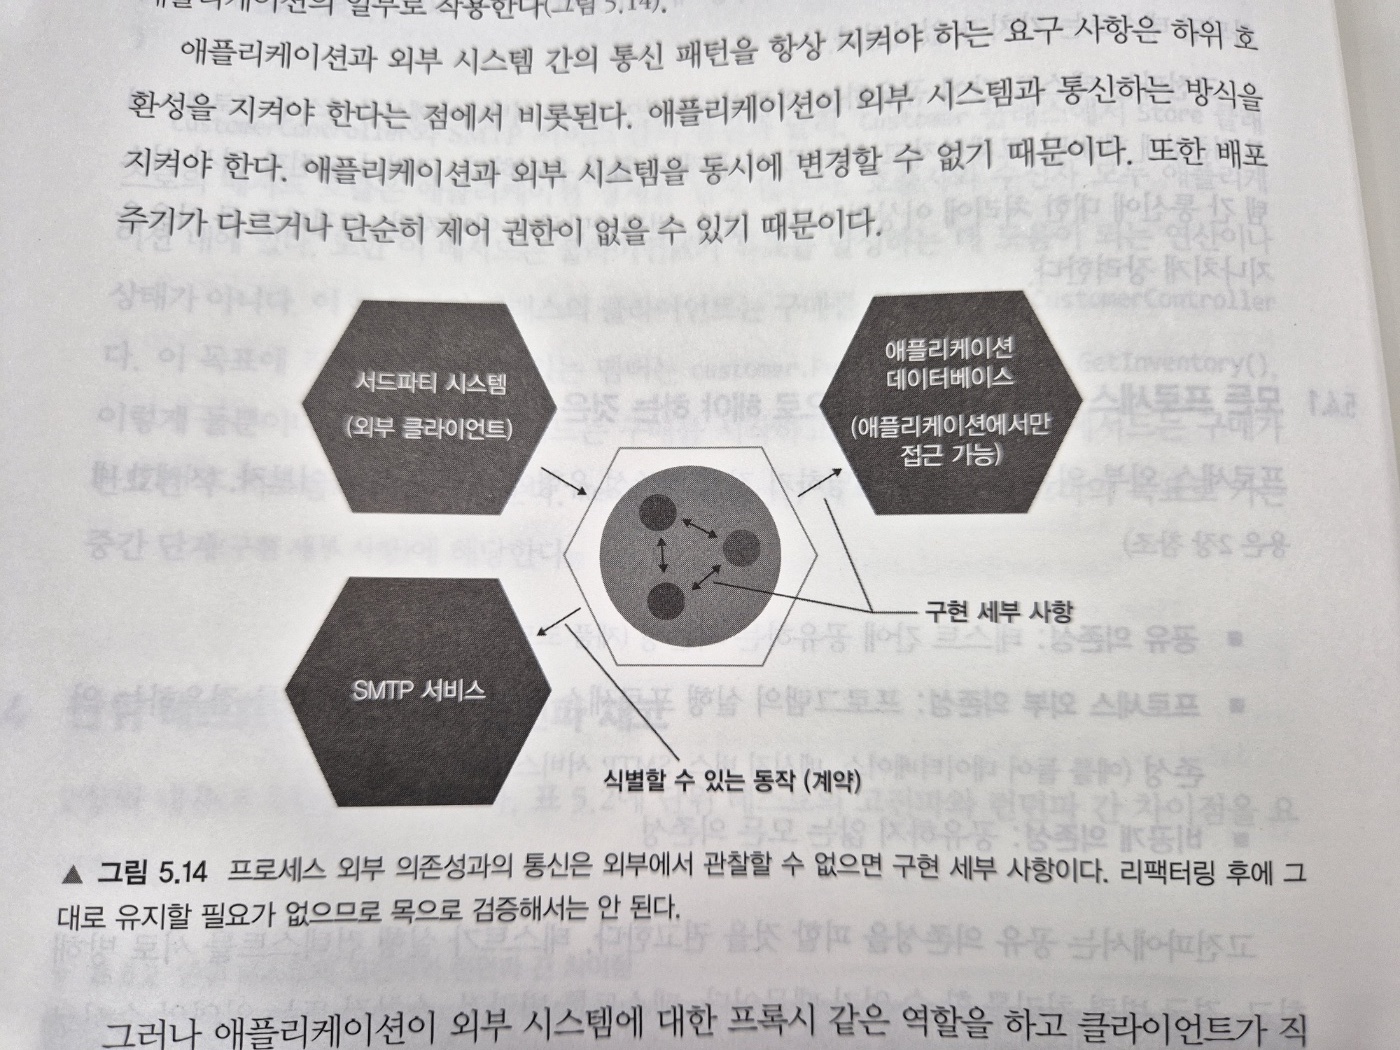 애플리케이션의 일부로 작용한다(그림 5.14).
애플리케이션과 외부 시스템 간의 통신 패턴을 항상 지켜야 하는 요구 사항은 하위 호
환성을 지켜야 한다는 점에서 비롯된다. 애플리케이션이 외부 시스템과 통신하는 방식을
지켜야 한다. 애플리케이션과 외부 시스템을 동시에 변경할 수 없기 때문이다. 또한 배포
주기가 다르거나 단순히 제어 권한이 없을 수 있기 때문이다.
서드파티 시스템
(외부 클라이언트)
애플리케이션
데이터베이스
(애플리케이션에서만
접근 가능)
구현 세부 사항
SMTP 서비스
식별할 수 있는 동작 (계약)
▲ 그림 5.14 프로세스 외부 의존성과의 통신은 외부에서 관찰할 수 없으면 구현 세부 사항이다. 리팩터링 후에 그
대로 유지할 필요가 없으므로 목으로 검증해서는 안 된다.
그러나 애플리케이션이 외부 시스템에 대한 프록시 같은 역할을 하고 클라이언트가 직